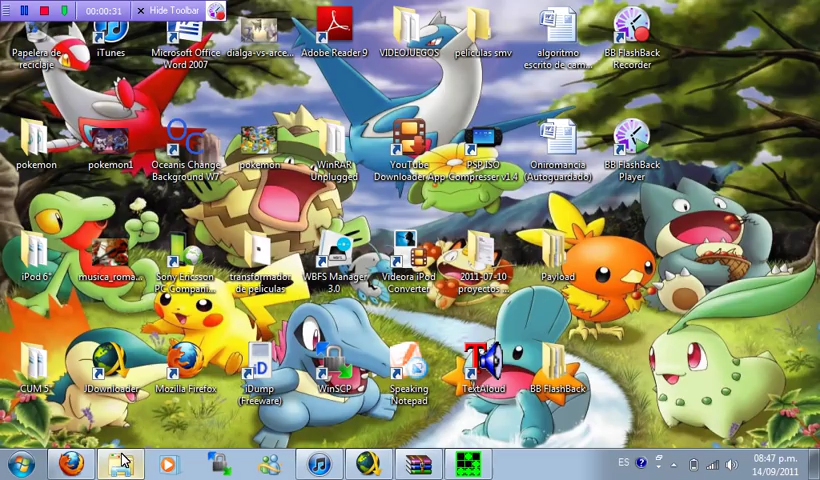 00:00:31 Hide Toolbar
Papelera de reciclaje
iTunes
Microsoft Office Word 2007
dialga-vs-arce...
Adobe Reader 9
VIDEOJUEGOS
peliculas smv
algoritmo escrito de cam...
BB FlashBack Recorder
pokemon
pokemon1
Oceanis Change Background W7
pokemon
WinRAR Unplugged
YouTube Downloader App
PSP ISO Compresser v1.4
Oniromancia (Autoguardado)
BB FlashBack Player
iPod 6°
musica_roma...
Sony Ericsson PC Compani...
transformador de peliculas
WBFS Manager 3.0
Videora iPod Converter
2011-07-10 proyectos ...
Payload
CUM 5°
JDownloader
Mozilla Firefox
iDump (Freeware)
WinSCP
Speaking Notepad
TextAloud
BB FlashBack
ES
08:47 p.m.
14/09/2011